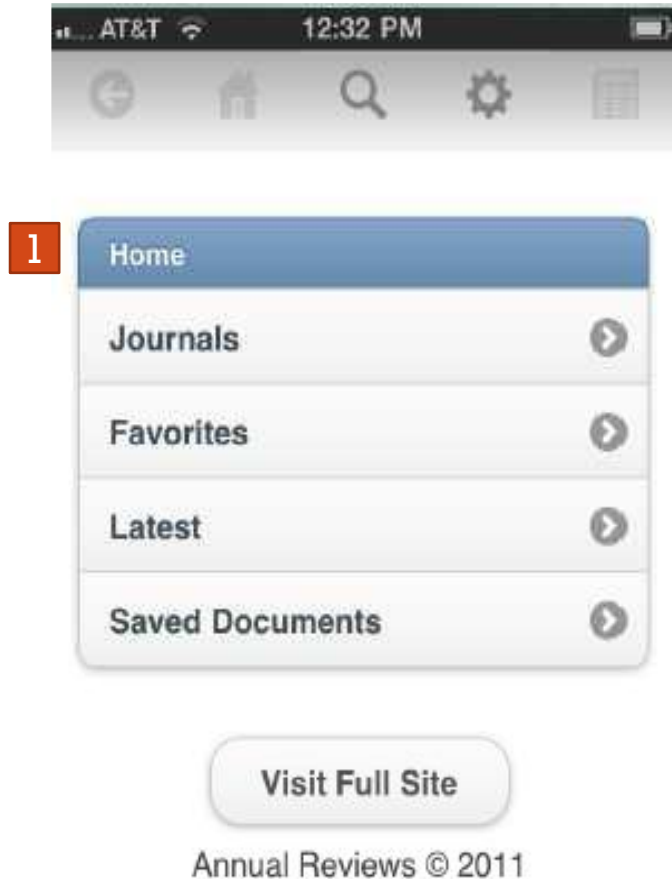 AT&T 12:32 PM
1 Home
Journals
Favorites
Latest
Saved Documents
Visit Full Site
Annual Reviews © 2011